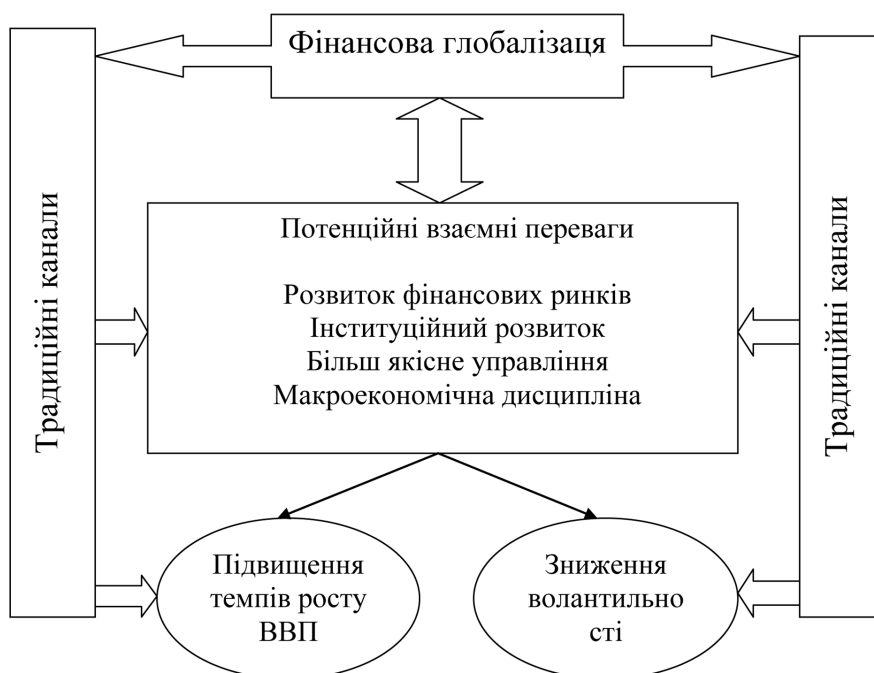 Фінансова глобалізаця
Традиційні канали
Потенційні взаємні переваги
Розвиток фінансових ринків
Інституційний розвиток
Більш якісне управління
Макроекономічна дисципліна
Традиційні канали
Підвищення
темпів росту
ВВП
Зниження
волантильно
сті